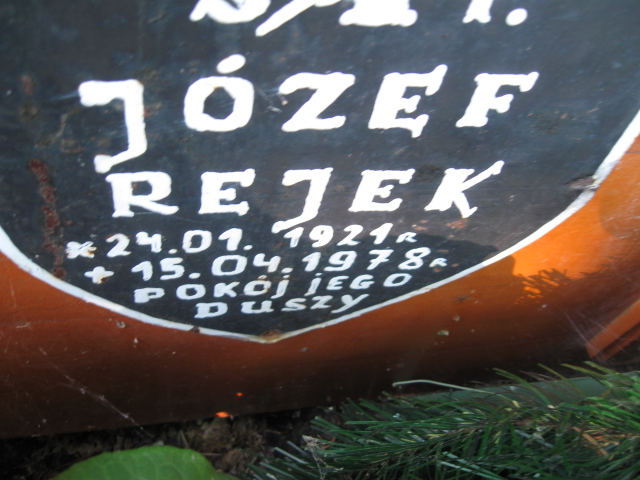 JÓZEF
REJEK
* 24.01.1921R
+ 15.04.1978R
POKÓJ JEGO
DUSZY